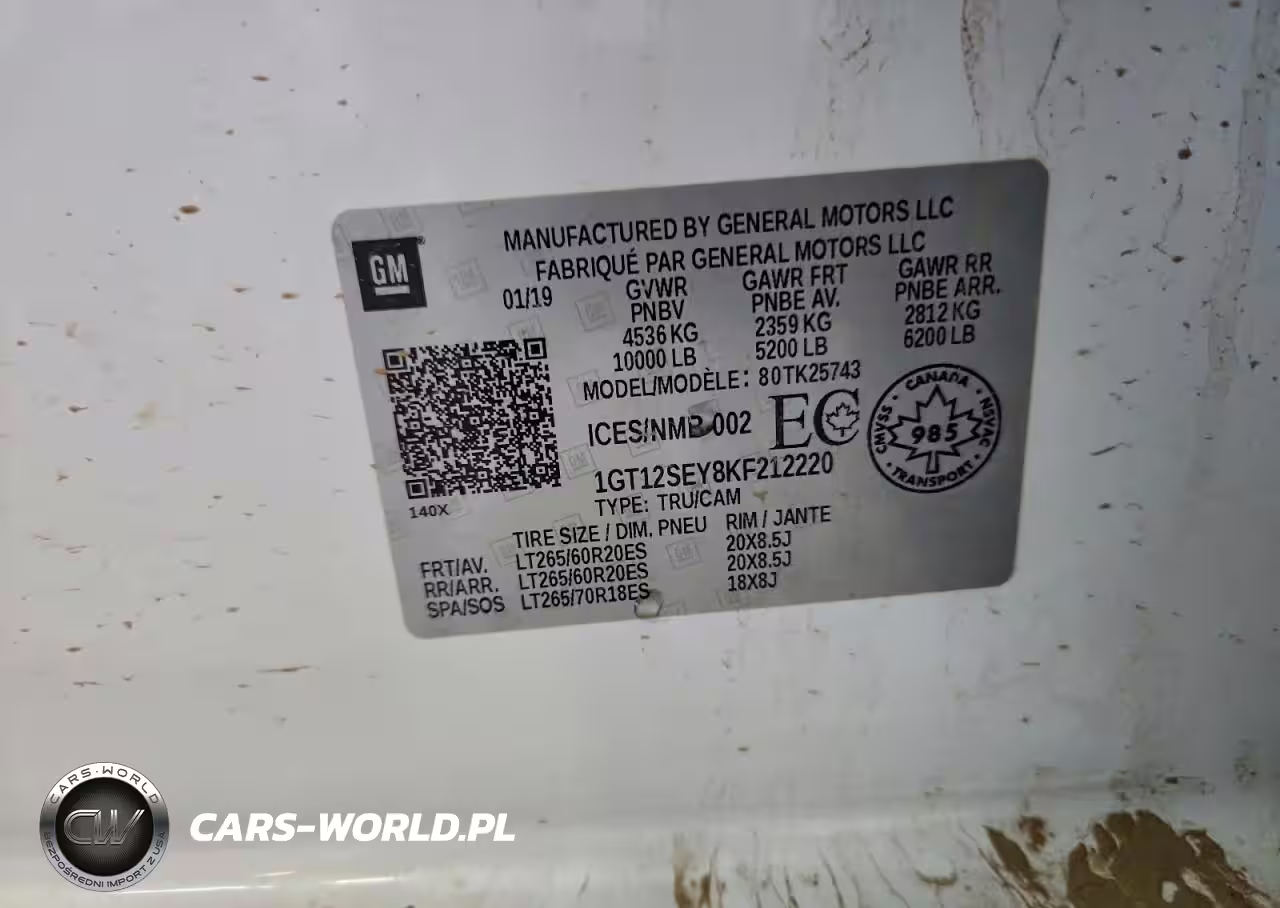 MANUFACTURED BY GENERAL MOTORS LLC
FABRIQUÉ PAR GENERAL MOTORS LLC
GM
01/19
GVWR GAWR FRT GAWR RR
PNBV PNBE AV. PNBE ARR.
4536 KG 2359 KG 2812 KG
10000 LB 5200 LB 6200 LB
MODEL/MODÈLE: 80TK25743
ICES/NMB-002 EC
CANADA
CMVSS 985 NSVAC
TRANSPORT
1GT12SEY8KF212220
140X
TYPE: TRU/CAM
TIRE SIZE / DIM. PNEU RIM / JANTE
FRT/AV. LT265/60R20ES 20X8.5J
RR/ARR. LT265/60R20ES 20X8.5J
SPA/SOS LT265/70R18ES 18X8J
CARS-WORLD
CW
BEZPOŚREDNI IMPORT Z USA
CARS-WORLD.PL